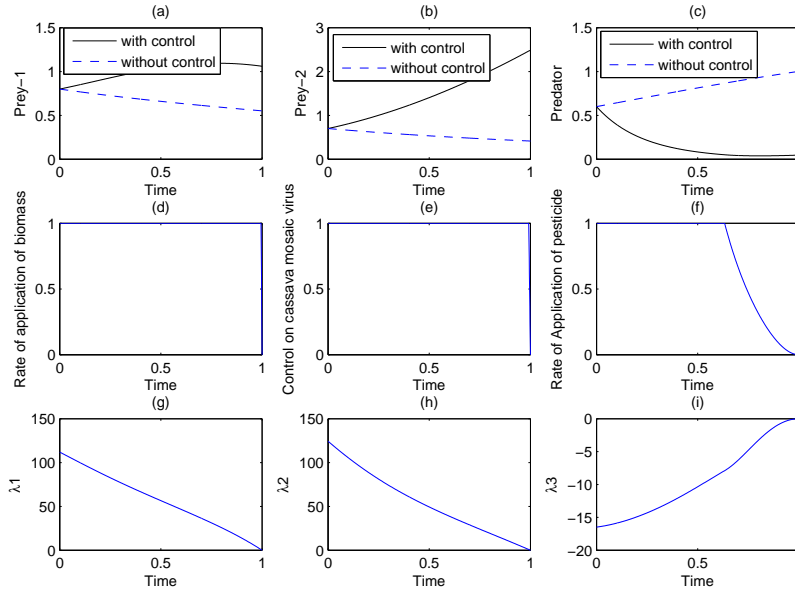 (a)
1.5
1
0.5
0
0
0.5
1
Prey-1
Time
with control
without control
(b)
3
2
1
0
0
0.5
1
Prey-2
Time
with control
without control
(c)
1.5
1
0.5
0
0
0.5
Predator
Time
with control
without control
(d)
1
0.5
0
0
0.5
1
Rate of application of biomass
Time
(e)
1
0.5
0
0
0.5
1
Control on cassava mosaic virus
Time
(f)
1
0.5
0
0
0.5
Rate of Application of pesticide
Time
(g)
150
100
50
0
0
0.5
1
λ1
Time
(h)
150
100
50
0
0
0.5
1
λ2
Time
(i)
0
−5
−10
−15
−20
0
0.5
λ3
Time